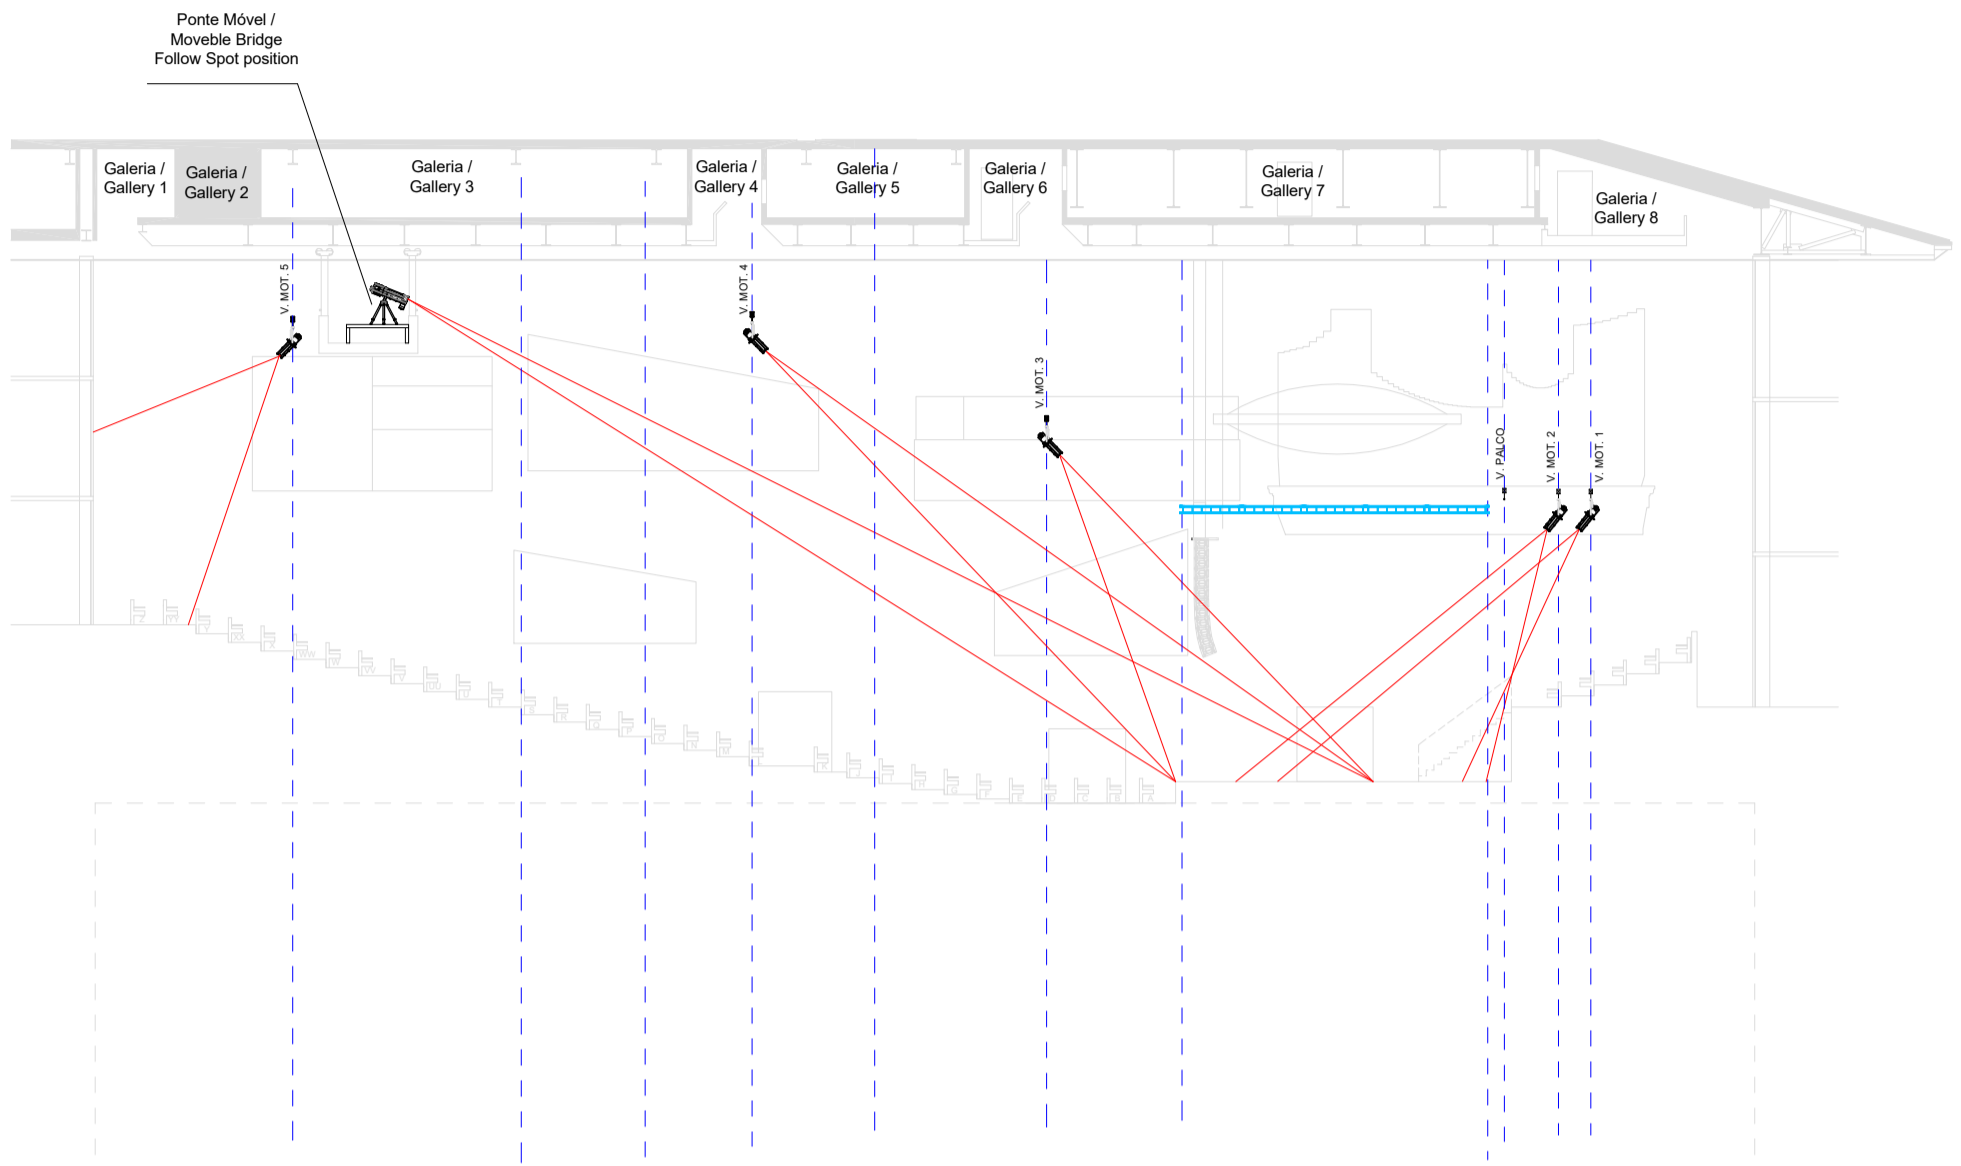 Ponte Móvel /
Moveble Bridge
Follow Spot position
Galeria /
Gallery 1
Galeria /
Gallery 2
Galeria /
Gallery 3
Galeria /
Gallery 4
Galeria /
Gallery 5
Galeria /
Gallery 6
Galeria /
Gallery 7
Galeria /
Gallery 8
V. MOT. 5
V. MOT. 4
V. MOT. 3
V. PALCO
V. MOT. 2
V. MOT. 1